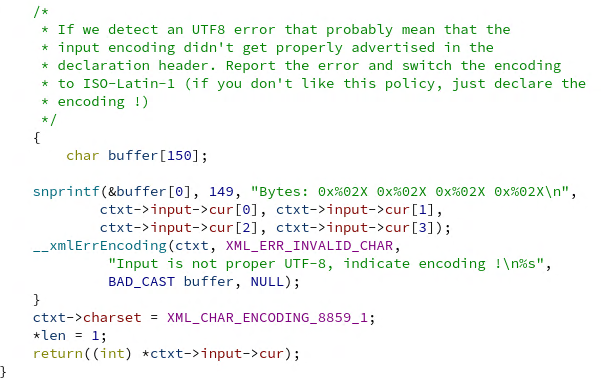 /*
* If we detect an UTF8 error that probably mean that the
* input encoding didn't get properly advertised in the
* declaration header. Report the error and switch the encoding
* to ISO-Latin-1 (if you don't like this policy, just declare the
* encoding !)
*/
{
char buffer[150];
snprintf(&buffer[0], 149, "Bytes: 0x%02X 0x%02X 0x%02X 0x%02X\n",
ctxt->input->cur[0], ctxt->input->cur[1],
ctxt->input->cur[2], ctxt->input->cur[3]);
__xmlErrEncoding(ctxt, XML_ERR_INVALID_CHAR,
"Input is not proper UTF-8, indicate encoding !\n%s",
BAD_CAST buffer, NULL);
}
ctxt->charset = XML_CHAR_ENCODING_8859_1;
*len = 1;
return((int) *ctxt->input->cur);
}